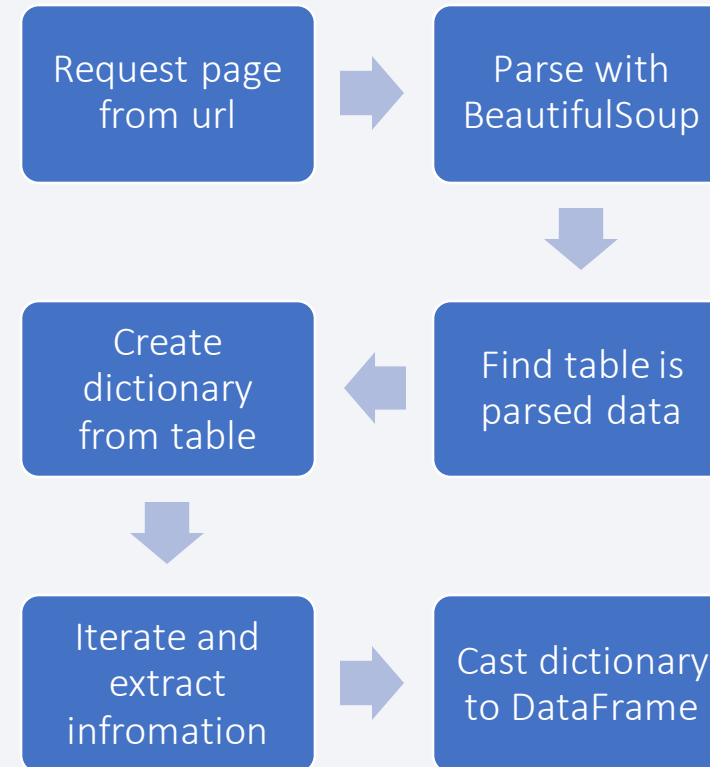 Request page
from url
Parse with
BeautifulSoup
Find table is
parsed data
Create
dictionary
from table
Iterate and
extract
infromation
Cast dictionary
to DataFrame